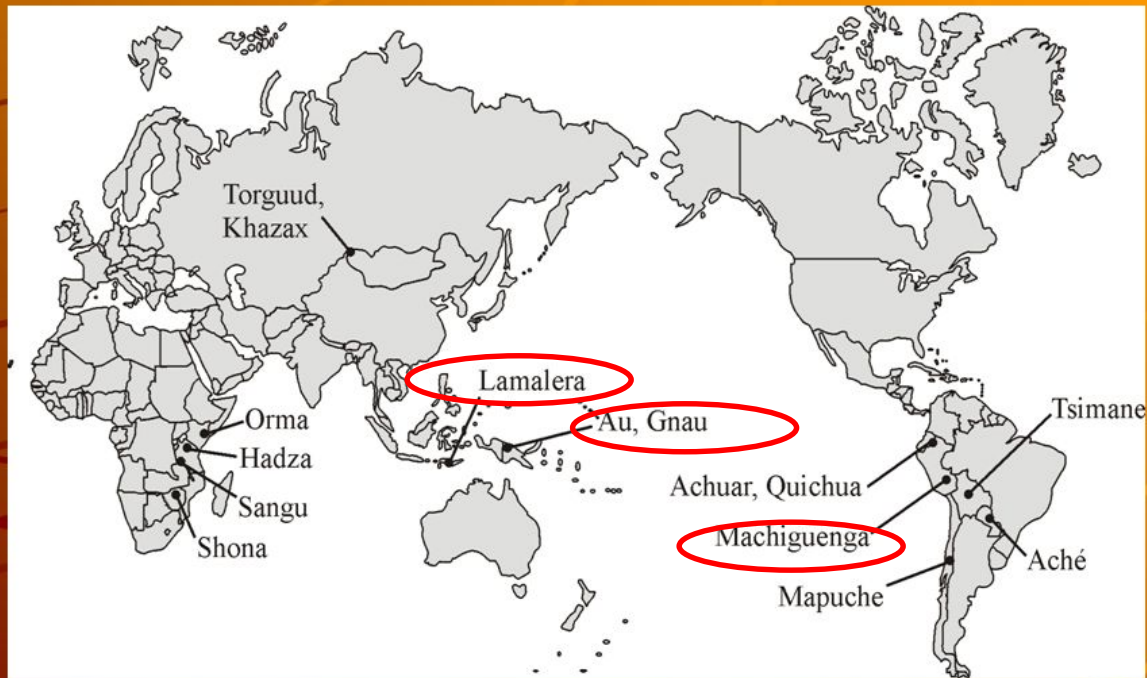 Torguud,
Khazax
Lamalera
Au, Gnau
Tsimane
Orma
Hadza
Achuar, Quichua
Sangu
Machiguenga
Shona
Aché
Mapuche